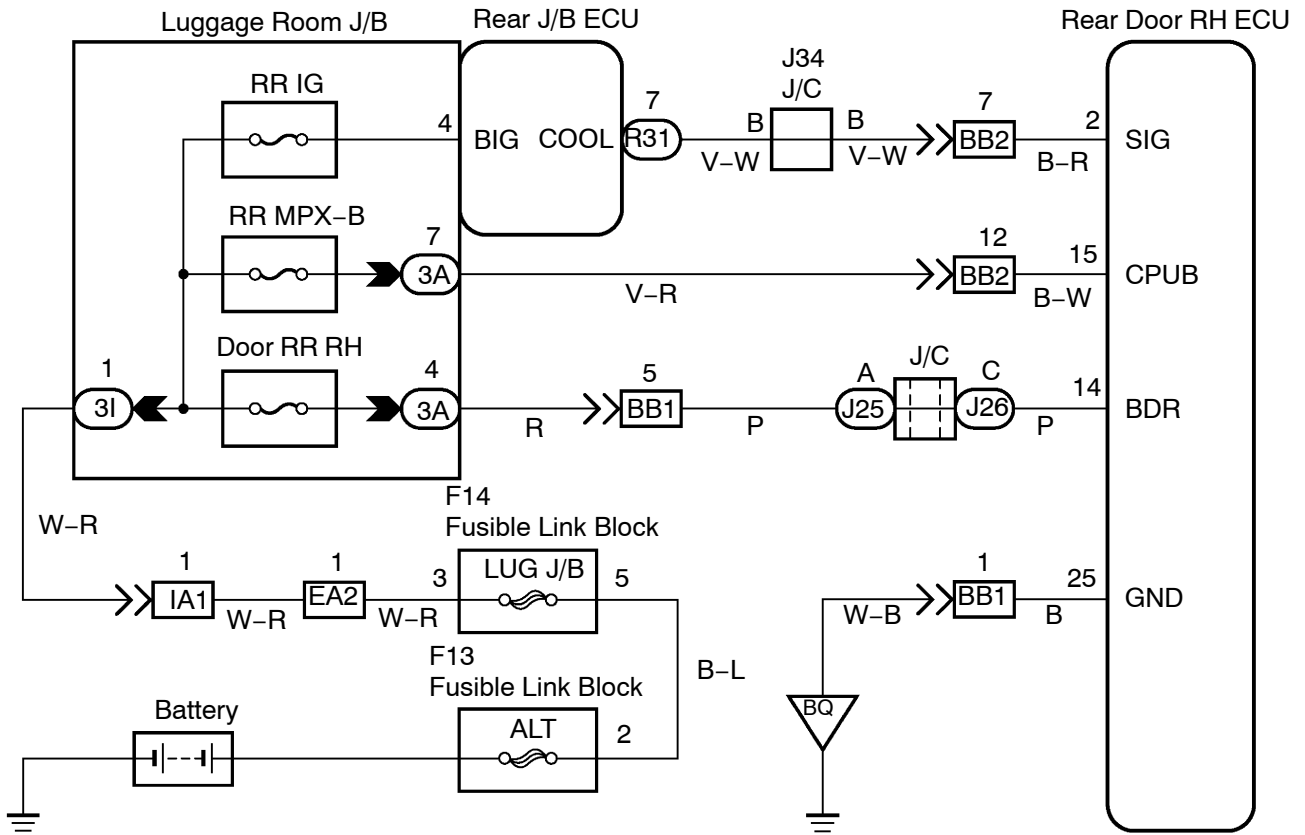 Luggage Room J/B
Rear J/B ECU
Rear Door RH ECU
J34
J/C
RR IG
4
BIG
COOL
7
R31
B
B
V–W
V–W
7
BB2
2
B–R
SIG
RR MPX–B
7
3A
V–R
12
BB2
15
B–W
CPUB
Door RR RH
1
3I
4
3A
R
5
BB1
P
A
J25
J/C
C
J26
P
14
BDR
W–R
F14
Fusible Link Block
1
IA1
W–R
1
EA2
W–R
3
LUG J/B
5
B–L
W–B
1
BB1
25
B
GND
F13
Fusible Link Block
ALT
2
Battery
BQ